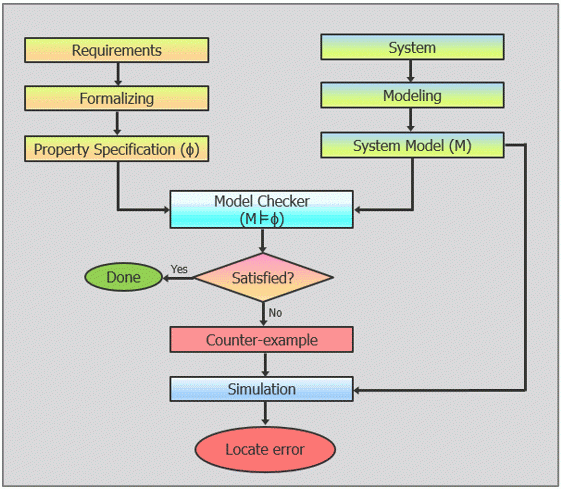 Requirements
System
Formalizing
Modeling
Property Specification (ϕ)
System Model (M)
Model Checker
(M⊨ϕ)
Satisfied?
Yes
Done
No
Counter-example
Simulation
Locate error